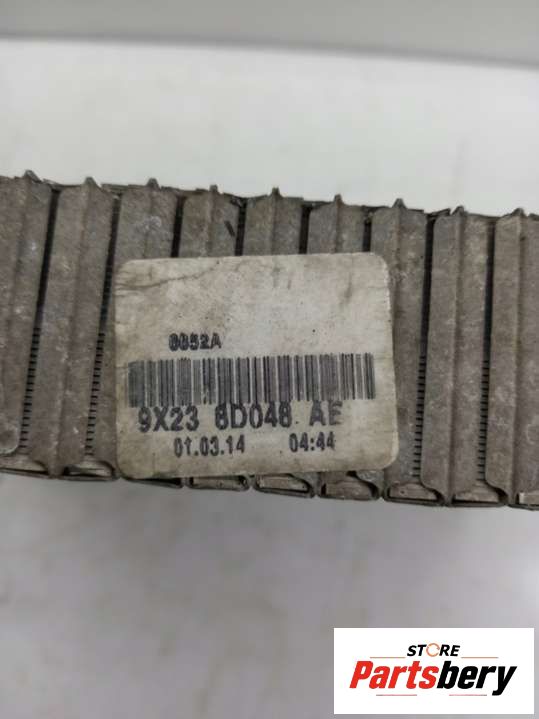 8852A
9X23 8D048 AE
01.03.14 04:44
STORE
Partsbery